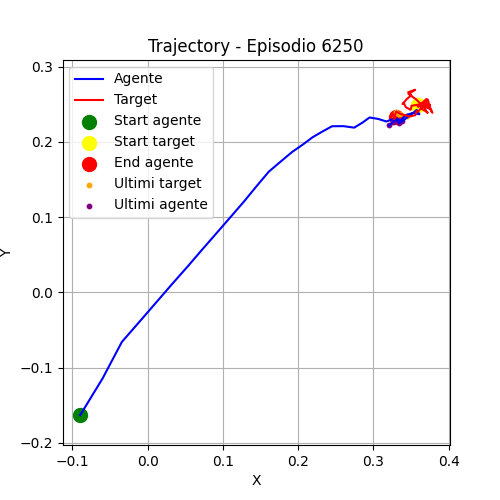 Trajectory - Episodio 6250
0.3
0.2
0.1
0.0
−0.1
−0.2
Y
Agente
Target
Start agente
Start target
End agente
Ultimi target
Ultimi agente
−0.1
0.0
0.1
0.2
0.3
0.4
X